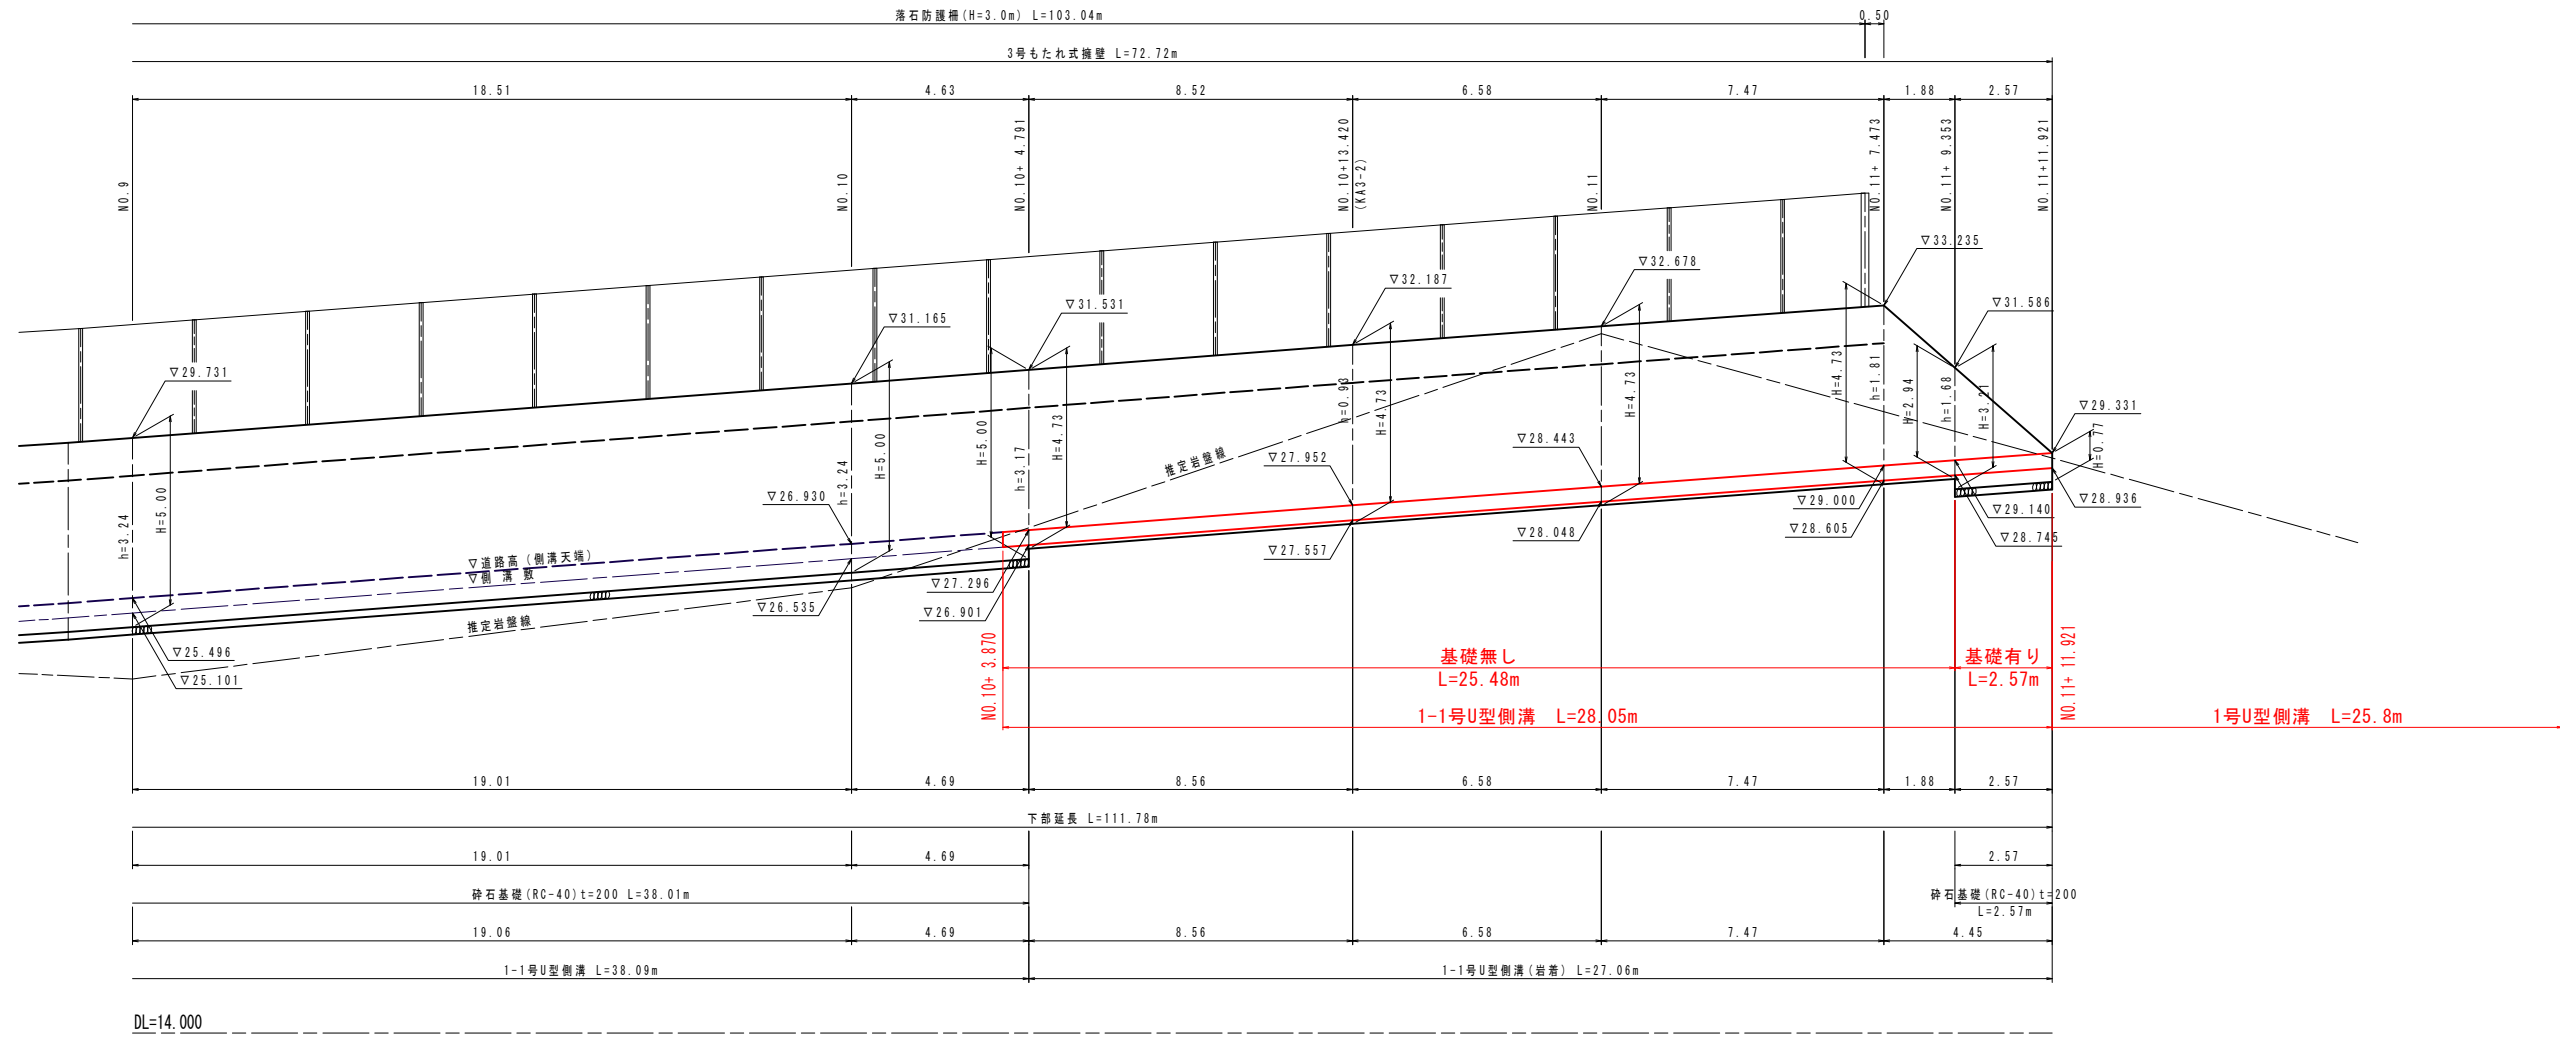 落石防護柵(H=3.0m) L=103.04m
0.50
3号もたれ式擁壁 L=72.72m
18.51
4.63
8.52
6.58
7.47
1.88
2.57
NO.9
NO.10
NO.10+ 4.791
NO.10+13.420
(KA3-2)
NO.11
NO.11+ 7.473
NO.11+ 9.353
NO.11+11.921
▽29.731
▽31.165
▽31.531
▽32.187
▽32.678
▽33.235
▽31.586
▽29.331
h=3.24
H=5.00
h=3.24
H=5.00
H=5.00
h=3.17
H=4.73
h=0.93
H=4.73
H=4.73
H=4.73
h=1.81
H=2.94
h=1.68
H=3.21
H=0.77
推定岩盤線
▽道路高(側溝天端)
▽側 溝 敷
推定岩盤線
▽26.930
▽26.535
▽27.296
▽26.901
▽27.952
▽27.557
▽28.443
▽28.048
▽29.000
▽28.605
▽29.140
▽28.745
▽28.936
▽25.496
▽25.101
NO.10+ 3.870
基礎無し
L=25.48m
基礎有り
L=2.57m
NO.11+ 11.921
1-1号U型側溝 L=28.05m
1号U型側溝 L=25.8m
19.01
4.69
8.56
6.58
7.47
1.88
2.57
下部延長 L=111.78m
19.01
4.69
2.57
砕石基礎(RC-40)t=200 L=38.01m
砕石基礎(RC-40)t=200
L=2.57m
19.06
4.69
8.56
6.58
7.47
4.45
1-1号U型側溝 L=38.09m
1-1号U型側溝(岩着) L=27.06m
DL=14.000